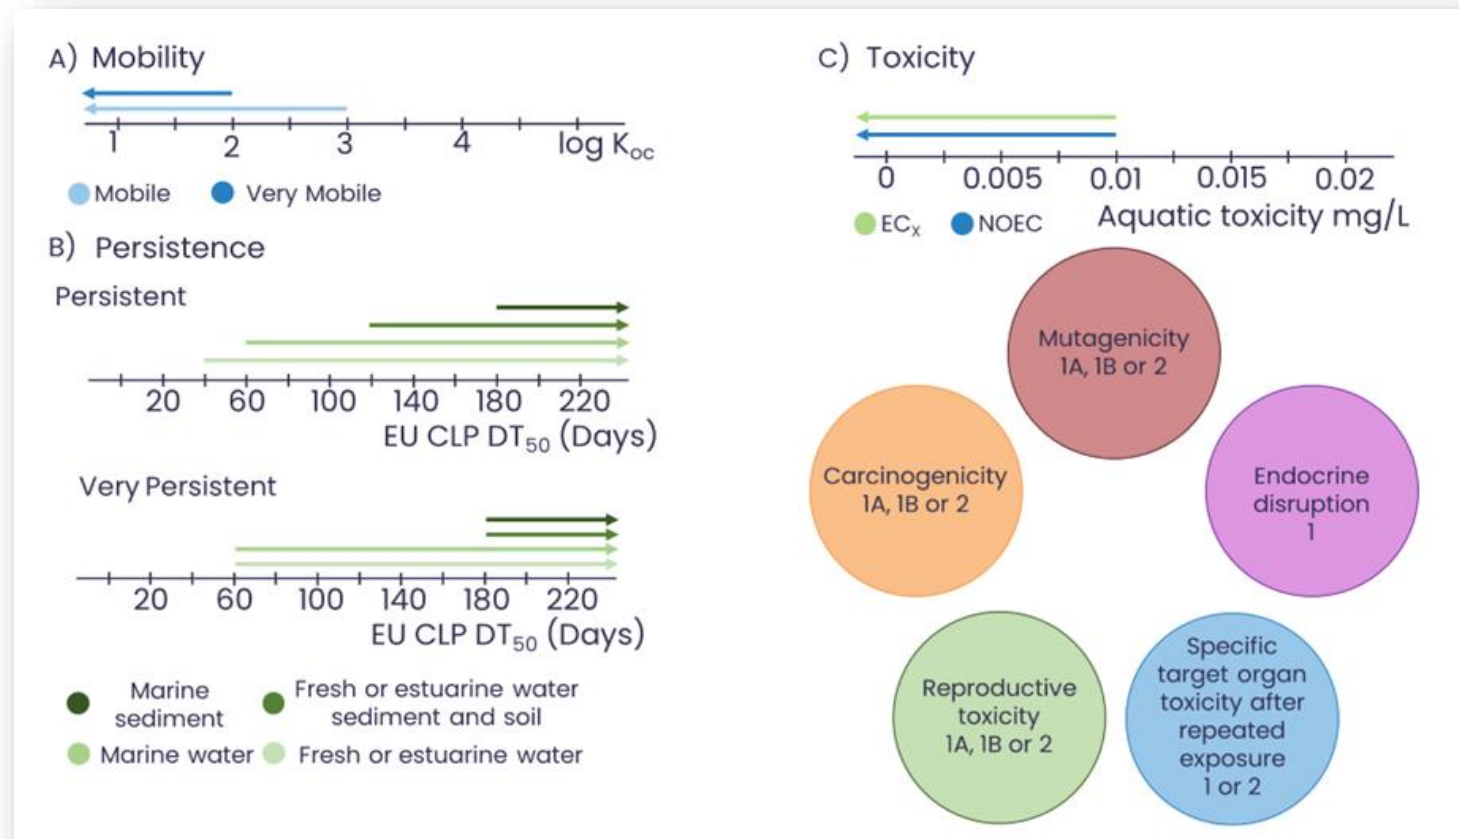 A) Mobility
1 2 3 4 log Koc
Mobile Very Mobile
B) Persistence
Persistent
20 60 100 140 180 220
EU CLP DT50 (Days)
Very Persistent
20 60 100 140 180 220
EU CLP DT50 (Days)
Marine
sediment
Fresh or estuarine water
sediment and soil
Marine water
Fresh or estuarine water
C) Toxicity
0 0.005 0.01 0.015 0.02
ECx NOEC
Aquatic toxicity mg/L
Mutagenicity
1A, 1B or 2
Carcinogenicity
1A, 1B or 2
Endocrine
disruption
1
Reproductive
toxicity
1A, 1B or 2
Specific
target organ
toxicity after
repeated
exposure
1 or 2